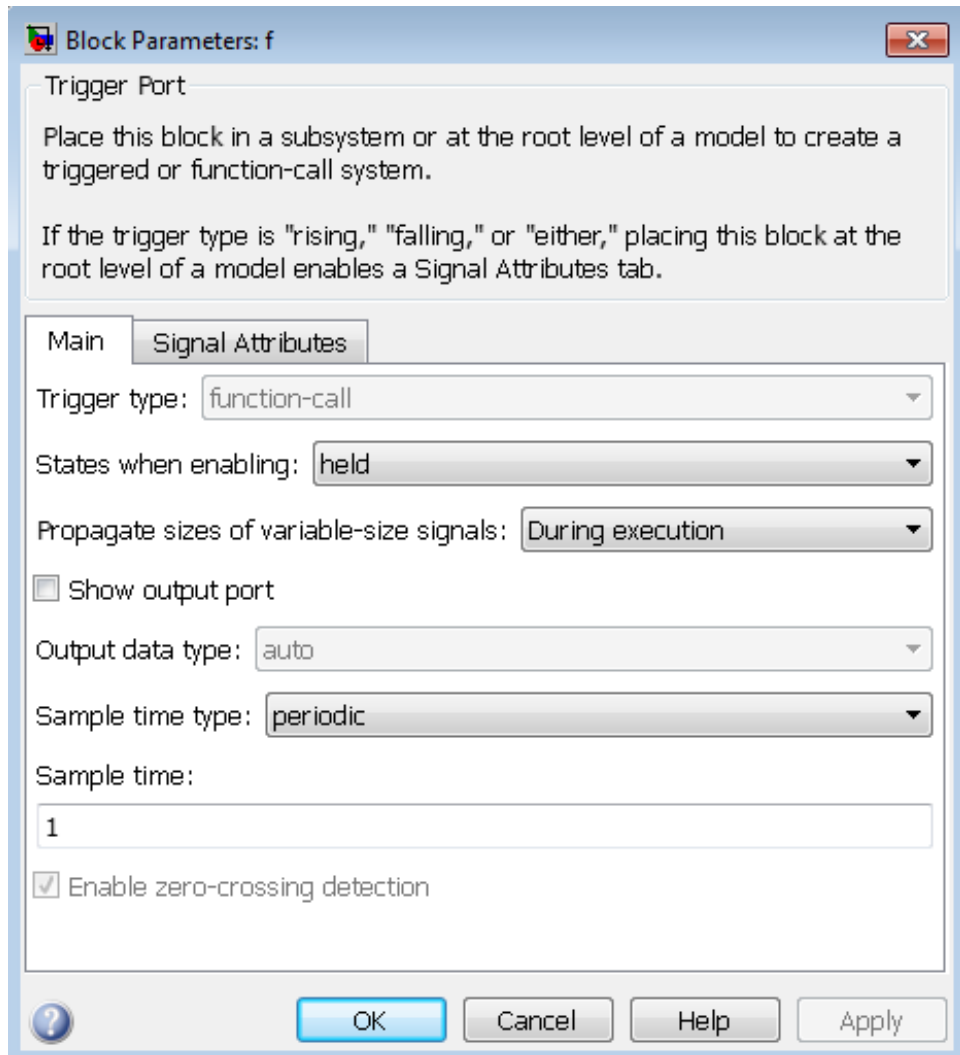 Block Parameters: f
Trigger Port
Place this block in a subsystem or at the root level of a model to create a
triggered or function-call system.
If the trigger type is "rising," "falling," or "either," placing this block at the
root level of a model enables a Signal Attributes tab.
Main Signal Attributes
Trigger type: function-call
States when enabling: held
Propagate sizes of variable-size signals: During execution
Show output port
Output data type: auto
Sample time type: periodic
Sample time:
1
Enable zero-crossing detection
? OK Cancel Help Apply